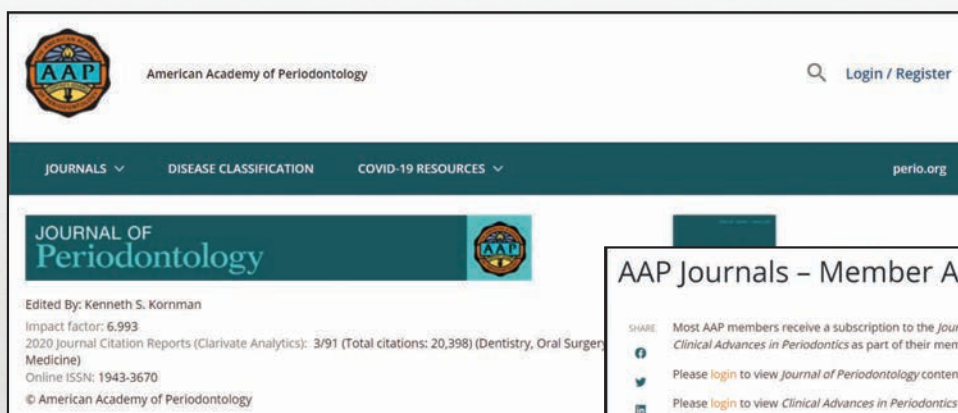 AAP
American Academy of Periodontology
Login / Register
JOURNALS
DISEASE CLASSIFICATION
COVID-19 RESOURCES
perio.org
JOURNAL OF
Periodontology
Edited By: Kenneth S. Kornman
Impact factor: 6.993
2020 Journal Citation Reports (Clarivate Analytics): 3/91 (Total citations: 20,398) (Dentistry, Oral Surgery
Medicine)
Online ISSN: 1943-3670
© American Academy of Periodontology
AAP Journals – Member A
SHARE
Most AAP members receive a subscription to the Jour
Clinical Advances in Periodontics as part of their mem
Please login to view Journal of Periodontology conten
Please login to view Clinical Advances in Periodontics